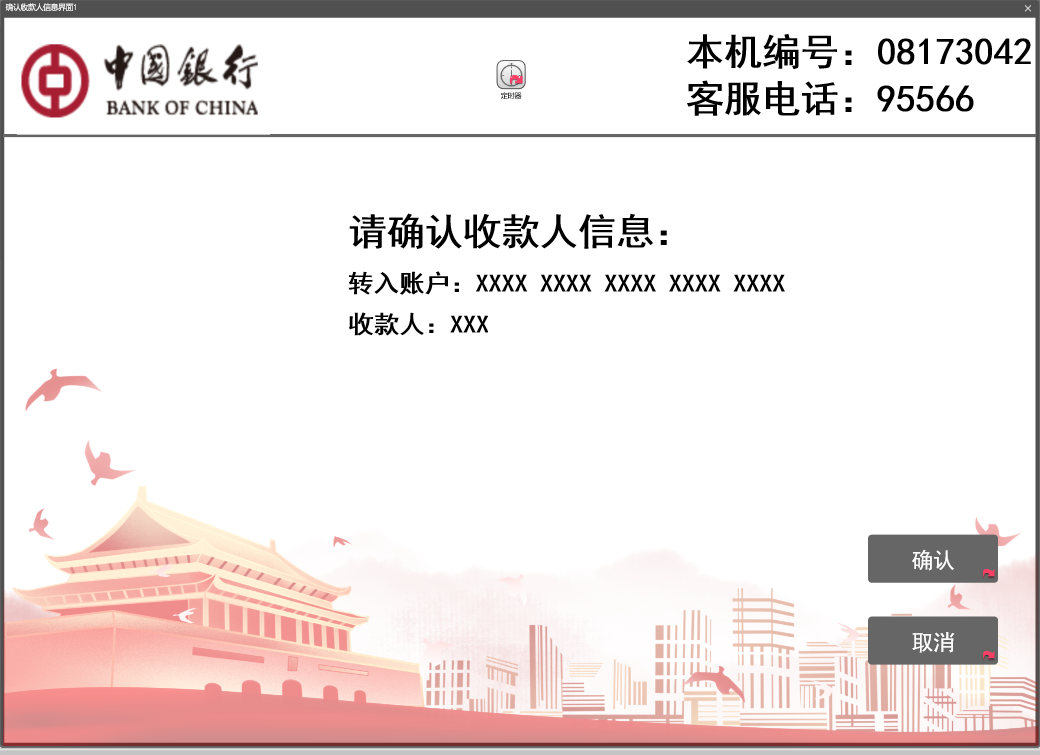 确认收款人信息界面1
中国銀行
BANK OF CHINA
定时器
本机编号：08173042
客服电话：95566
请确认收款人信息：
转入账户：XXXX XXXX XXXX XXXX XXXX
收款人：XXX
确认
取消